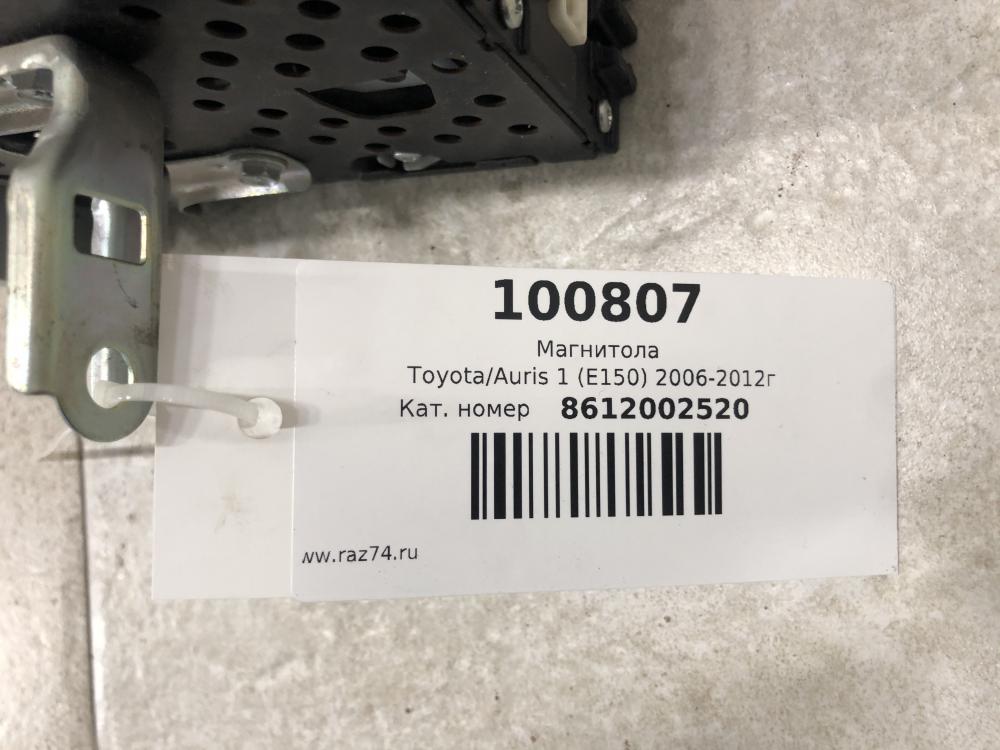 100807
Магнитола
Toyota/Auris 1 (E150) 2006-2012г
Кат. номер 8612002520
ww.raz74.ru